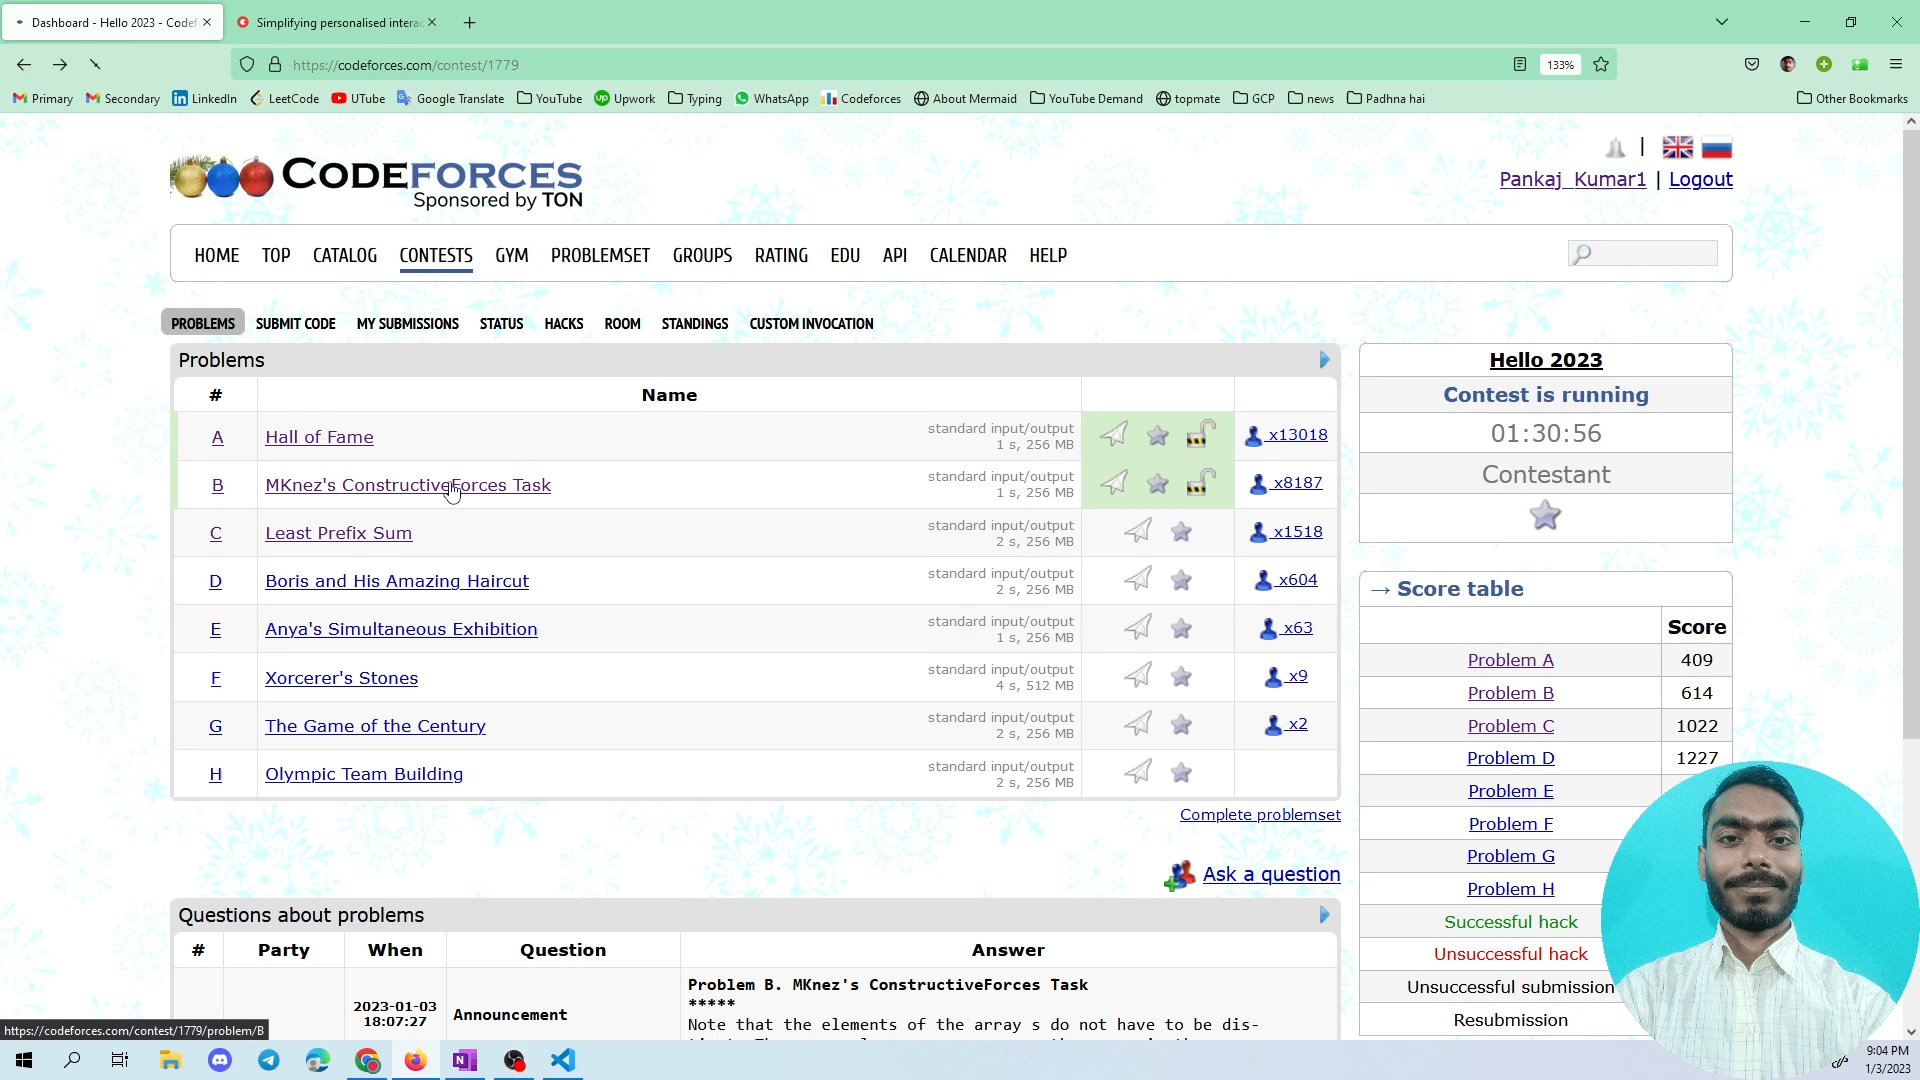 Dashboard - Hello 2023 - Codef
Simplifying personalised interac
https://codeforces.com/contest/1779
133%
Primary
Secondary
LinkedIn
LeetCode
UTube
Google Translate
YouTube
Upwork
Typing
WhatsApp
Codeforces
About Mermaid
YouTube Demand
topmate
GCP
news
Padhna hai
Other Bookmarks
CODEFORCES
Sponsored by TON
Pankaj_Kumar1 | Logout
HOME TOP CATALOG CONTESTS GYM PROBLEMSET GROUPS RATING EDU API CALENDAR HELP
PROBLEMS SUBMIT CODE MY SUBMISSIONS STATUS HACKS ROOM STANDINGS CUSTOM INVOCATION
Problems
# Name
A Hall of Fame standard input/output
1 s, 256 MB
x13018
B MKnez's ConstructiveForces Task standard input/output
1 s, 256 MB
x8187
C Least Prefix Sum standard input/output
2 s, 256 MB
x1518
D Boris and His Amazing Haircut standard input/output
2 s, 256 MB
x604
E Anya's Simultaneous Exhibition standard input/output
1 s, 256 MB
x63
F Xorcerer's Stones standard input/output
4 s, 512 MB
x9
G The Game of the Century standard input/output
2 s, 256 MB
x2
H Olympic Team Building standard input/output
2 s, 256 MB
Complete problemset
Ask a question
Questions about problems
# Party When Question Answer
2023-01-03
18:07:27
Announcement
Problem B. MKnez's ConstructiveForces Task
*****
Note that the elements of the array s do not have to be dis-
Hello 2023
Contest is running
01:30:56
Contestant
→ Score table
Score
Problem A 409
Problem B 614
Problem C 1022
Problem D 1227
Problem E
Problem F
Problem G
Problem H
Successful hack
Unsuccessful hack
Unsuccessful submission
Resubmission
https://codeforces.com/contest/1779/problem/B
9:04 PM
1/3/2023